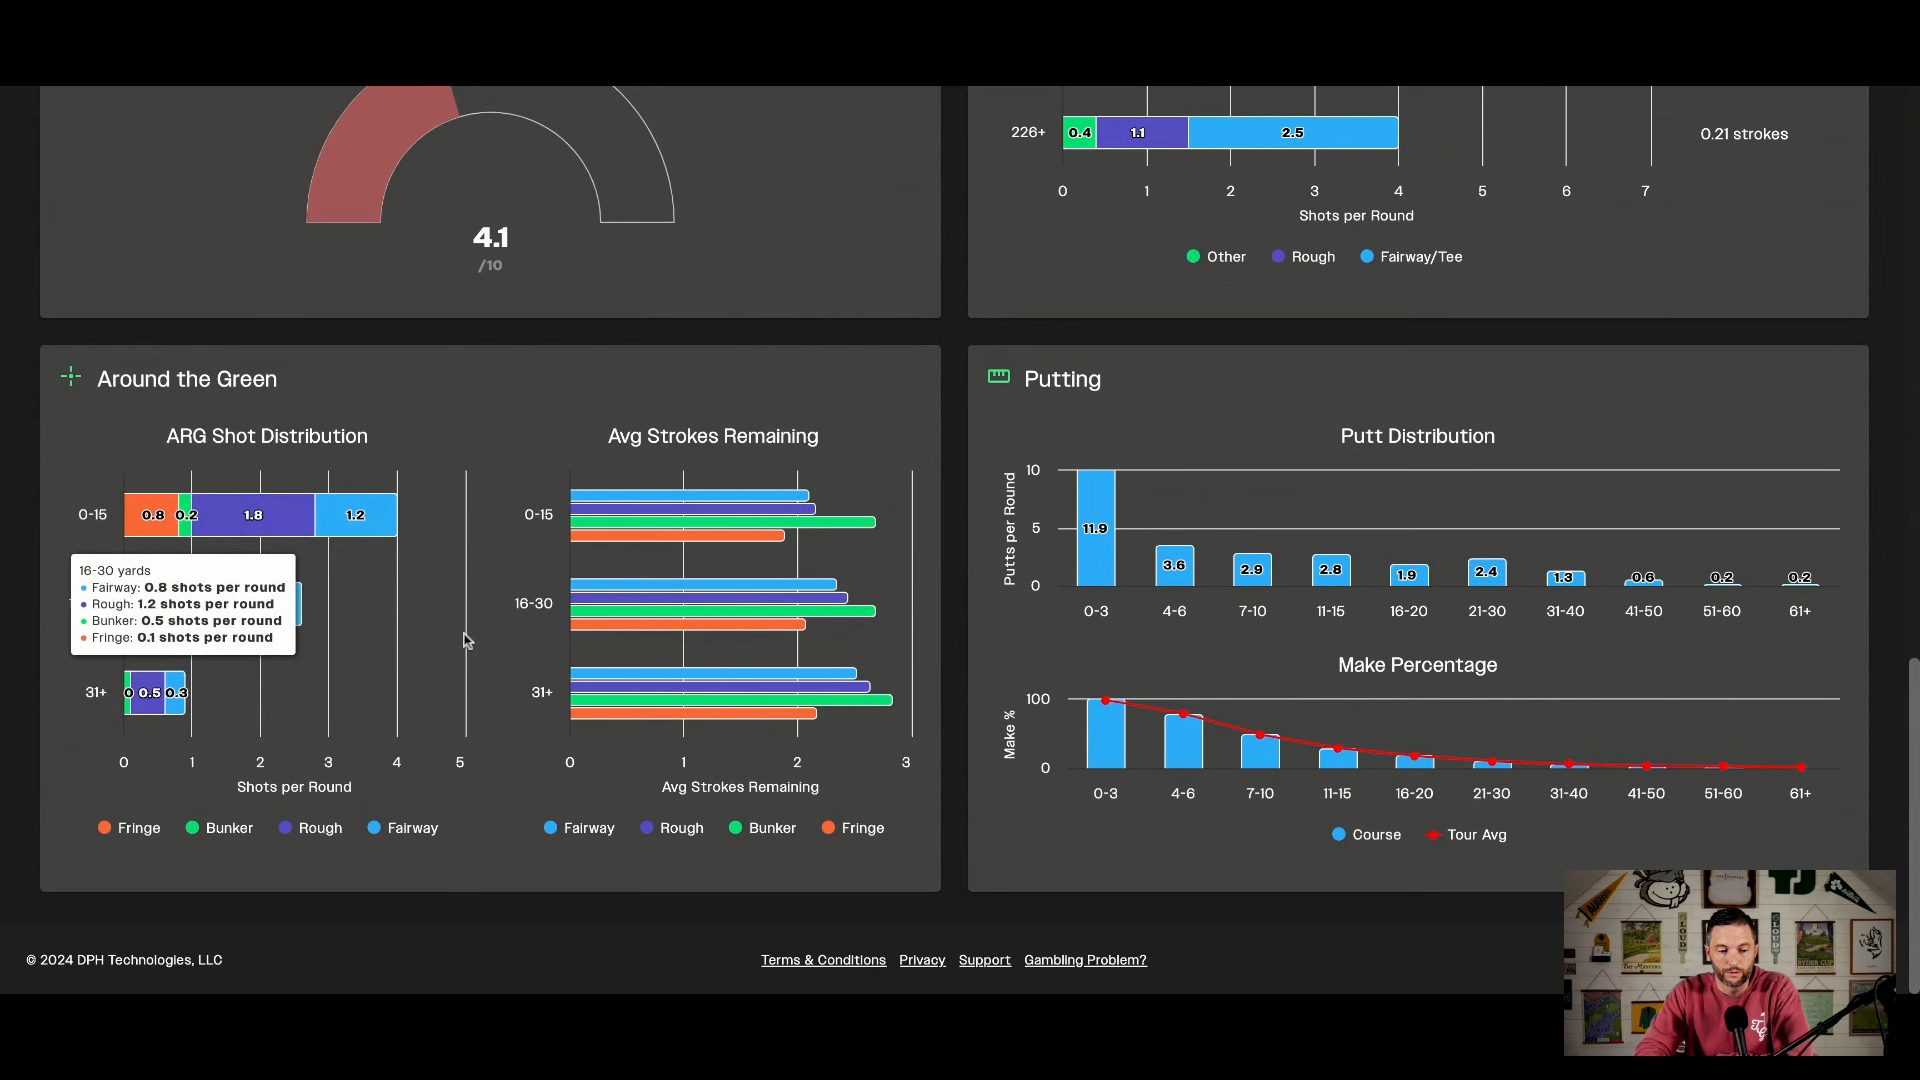 4.1
/10
226+
0.4
1.1
2.5
0.21 strokes
0 1 2 3 4 5 6 7
Shots per Round
Other Rough Fairway/Tee
Around the Green
ARG Shot Distribution
0-15
0.8 0.2 1.8 1.2
16-30 yards
Fairway: 0.8 shots per round
Rough: 1.2 shots per round
Bunker: 0.5 shots per round
Fringe: 0.1 shots per round
31+
0 0.5 0.3
0 1 2 3 4 5
Shots per Round
Fringe Bunker Rough Fairway
Avg Strokes Remaining
0-15
16-30
31+
0 1 2 3
Avg Strokes Remaining
Fairway Rough Bunker Fringe
Putting
Putt Distribution
Putts per Round
10
5
0
11.9 3.6 2.9 2.8 1.9 2.4 1.3 0.6 0.2 0.2
0-3 4-6 7-10 11-15 16-20 21-30 31-40 41-50 51-60 61+
Make Percentage
Make %
100
0
0-3 4-6 7-10 11-15 16-20 21-30 31-40 41-50 51-60 61+
Course Tour Avg
© 2024 DPH Technologies, LLC
Terms & Conditions Privacy Support Gambling Problem?
LOUD
LOUD
RYDER CUP